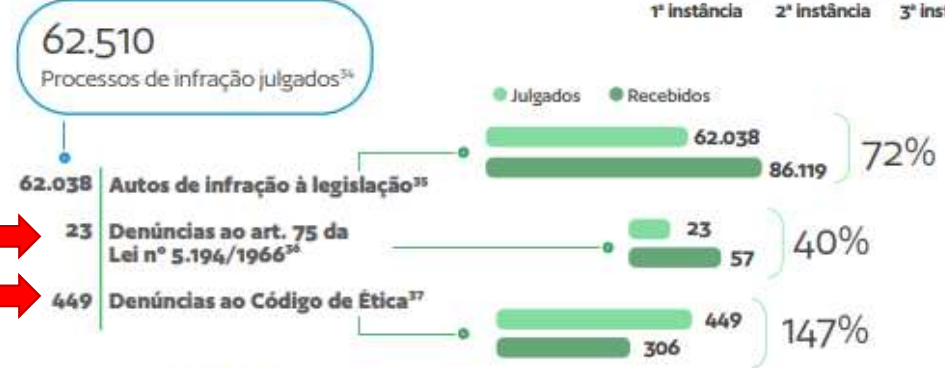 1ª instância 2ª instância 3ª
62.510
Processos de infração julgados³⁴
Julgados Recebidos
62.038
86.119
72%
62.038 Autos de infração à legislação³⁵
23 Denúncias ao art. 75 da
Lei nº 5.194/1966³⁶
23
57
40%
449 Denúncias ao Código de Ética³⁷
449
306
147%